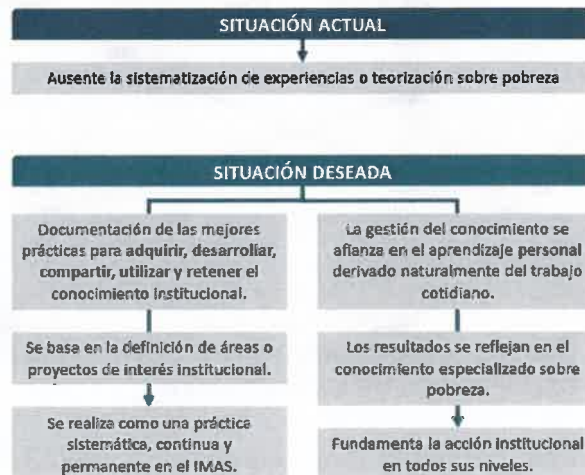 SITUACIÓN ACTUAL
Ausente la sistematización de experiencias o teorización sobre pobreza
SITUACIÓN DESEADA
Documentación de las mejores
prácticas para adquirir, desarrollar,
compartir, utilizar y retener el
conocimiento institucional.
Se basa en la definición de áreas o
proyectos de interés institucional.
Se realiza como una práctica
sistemática, continua y
permanente en el IMAS.
La gestión del conocimiento se
afianza en el aprendizaje personal
derivado naturalmente del trabajo
cotidiano.
Los resultados se reflejan en el
conocimiento especializado sobre
pobreza.
Fundamenta la acción institucional
en todos sus niveles.